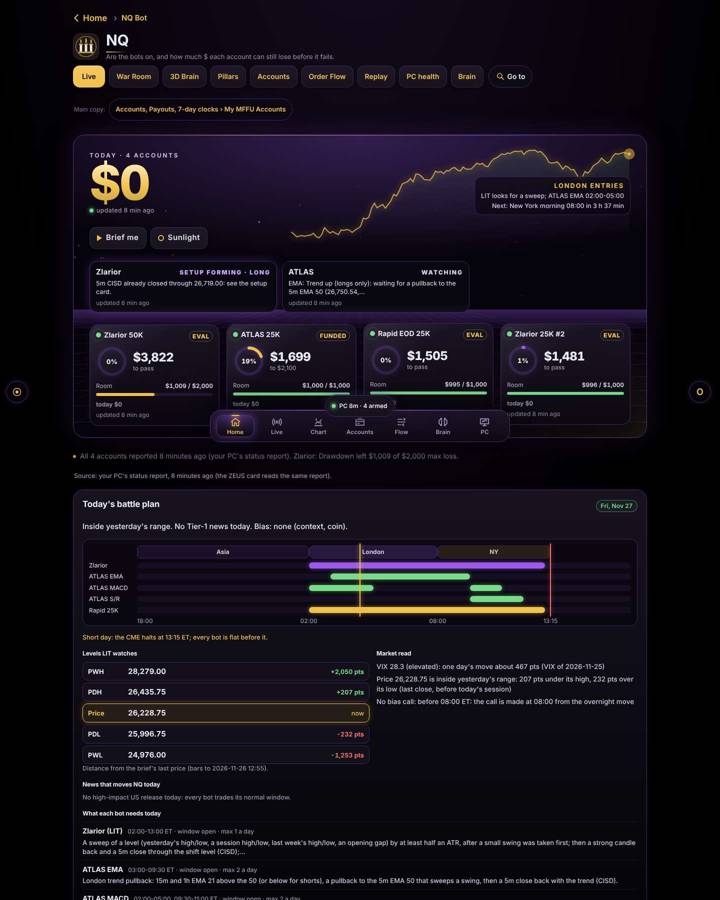 Home › NQ Bot
NQ
Are the bots on, and how much $ each account can still lose before it fails.
Live
War Room
3D Brain
Pillars
Accounts
Order Flow
Replay
PC health
Brain
Go to
Main copy:
Accounts, Payouts, 7-day clocks › My MFFU Accounts
TODAY · 4 ACCOUNTS
$0
updated 8 min ago
LONDON ENTRIES
LIT looks for a sweep; ATLAS EMA 02:00-05:00
Next: New York morning 08:00 in 3 h 37 min
Brief me
Sunlight
Zlarior
SETUP FORMING · LONG
5m CISD already closed through 26,719.00: see the setup
card.
updated 6 min ago
ATLAS
WATCHING
EMA: Trend up (longs only): waiting for a pullback to the
5m EMA 50 (26,750.54,...
updated 6 min ago
Zlarior 50K
EVAL
0%
$3,822
to pass
Room
$1,009 / $2,000
today $0
updated 6 min ago
ATLAS 25K
FUNDED
19%
$1,699
to $2,100
Room
$1,000 / $1,000
today $0
Rapid EOD 25K
EVAL
0%
$1,505
to pass
Room
$995 / $1,000
Zlarior 25K #2
EVAL
1%
$1,481
to pass
Room
$996 / $1,000
today $0
updated 8 min ago
PC 8m · 4 armed
Home
Live
Chart
Accounts
Flow
Brain
PC
All 4 accounts reported 8 minutes ago (your PC's status report). Zlarior: Drawdown left $1,009 of $2,000 max loss.
Source: your PC's status report, 8 minutes ago (the ZEUS card reads the same report).
Today's battle plan
Fri, Nov 27
Inside yesterday's range. No Tier-1 news today. Bias: none (context, coin).
Asia
London
NY
Zlarior
ATLAS EMA
ATLAS MACD
ATLAS S/R
Rapid 25K
18:00
02:00
08:00
13:15
Short day: the CME halts at 13:15 ET; every bot is flat before it.
Levels LIT watches
PWH 28,279.00 +2,050 pts
PDH 26,435.75 +207 pts
Price 26,228.75 now
PDL 25,996.75 -232 pts
PWL 24,976.00 -1,253 pts
Distance from the brief's last price (bars to 2026-11-26 12:55).
Market read
VIX 28.3 (elevated): one day's move about 467 pts (VIX of 2026-11-25)
Price 26,228.75 is inside yesterday's range: 207 pts under its high, 232 pts over
its low (last close, before today's session)
No bias call: before 08:00 ET: the call is made at 08:00 from the overnight move
News that moves NQ today
No high-impact US release today: every bot trades its normal window.
What each bot needs today
Zlarior (LIT) 02:00-13:00 ET · window open · max 1 a day
A sweep of a level (yesterday's high/low, a session high/low, last week's high/low, an opening gap) by at least half an ATR, after a small swing was taken first; then a strong candle
back and a 5m close through the shift level (CISD);...
ATLAS EMA 03:00-09:30 ET · window open · max 2 a day
London trend pullback: 15m and 1h EMA 21 above the 50 (or below for shorts), a pullback to the 5m EMA 50 that sweeps a swing, then a 5m close back with the trend (CISD).